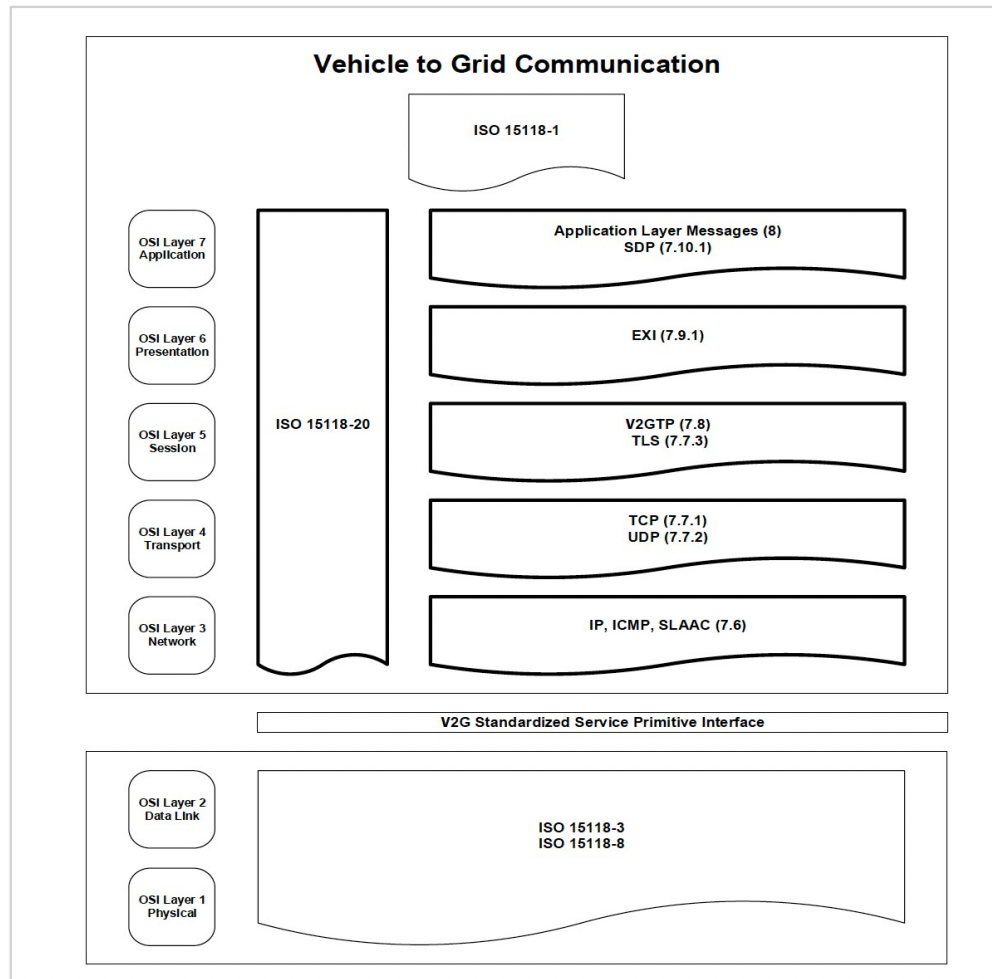 Vehicle to Grid Communication
ISO 15118-1
OSI Layer 7
Application
Application Layer Messages (8)
SDP (7.10.1)
OSI Layer 6
Presentation
EXI (7.9.1)
ISO 15118-20
OSI Layer 5
Session
V2GTP (7.8)
TLS (7.7.3)
OSI Layer 4
Transport
TCP (7.7.1)
UDP (7.7.2)
OSI Layer 3
Network
IP, ICMP, SLAAC (7.6)
V2G Standardized Service Primitive Interface
OSI Layer 2
Data Link
ISO 15118-3
ISO 15118-8
OSI Layer 1
Physical